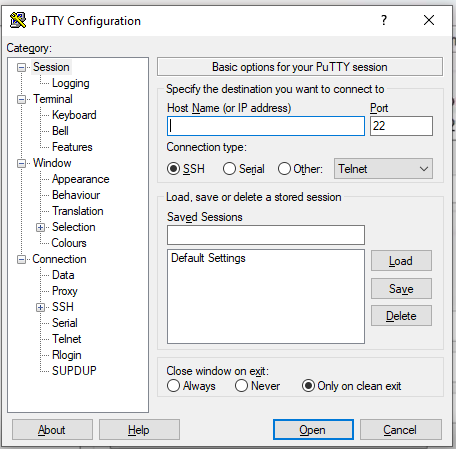 PuTTY Configuration
Category:
Session
Logging
Terminal
Keyboard
Bell
Features
Window
Appearance
Behaviour
Translation
Selection
Colours
Connection
Data
Proxy
SSH
Serial
Telnet
Rlogin
SUPDUP
Basic options for your PuTTY session
Specify the destination you want to connect to
Host Name (or IP address) Port
22
Connection type:
SSH Serial Other: Telnet
Load, save or delete a stored session
Saved Sessions
Default Settings
Load
Save
Delete
Close window on exit:
Always Never Only on clean exit
About Help Open Cancel